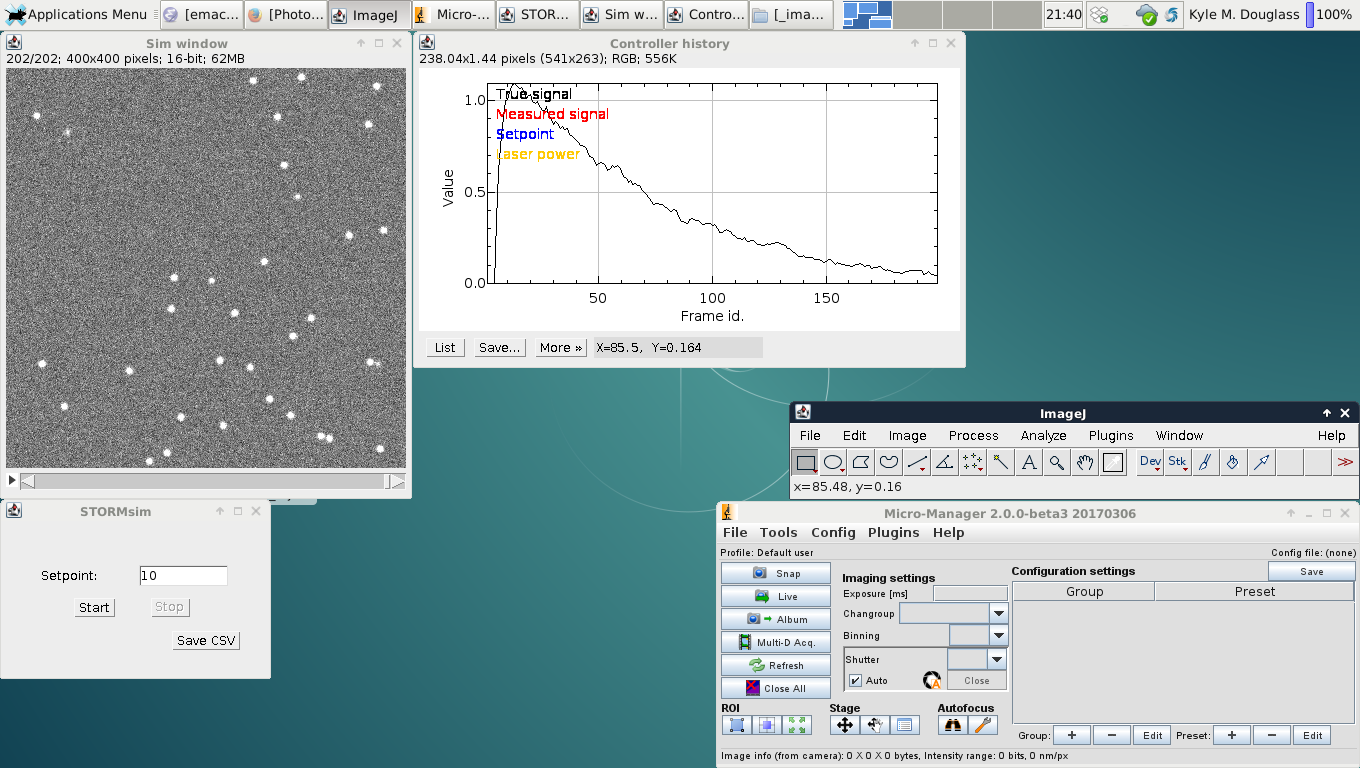 Applications Menu
[emac...
[Photo...
ImageJ
Micro-...
STOR...
Sim w...
Contro...
[_ima...
21:40
Kyle M. Douglass
100%
Sim window
202/202; 400x400 pixels; 16-bit; 62MB
Controller history
238.04x1.44 pixels (541x263); RGB; 556K
True signal
Measured signal
Setpoint
Laser power
1.0
0.5
0.0
Value
50
100
150
Frame id.
List
Save...
More »
X=85.5, Y=0.164
ImageJ
File Edit Image Process Analyze Plugins Window Help
A
Dev
Stk
>>
x=85.48, y=0.16
STORMsim
Setpoint:
10
Start
Stop
Save CSV
Micro-Manager 2.0.0-beta3 20170306
File Tools Config Plugins Help
Profile: Default user
Config file: (none)
Snap
Live
Album
Multi-D Acq.
Refresh
Close All
Imaging settings
Exposure [ms]
Changroup
Binning
Shutter
Auto
A
Close
Configuration settings
Save
Group
Preset
ROI
Stage
Autofocus
Group:
+
−
Edit
Preset:
+
−
Edit
Image info (from camera): 0 X 0 X 0 bytes, Intensity range: 0 bits, 0 nm/px